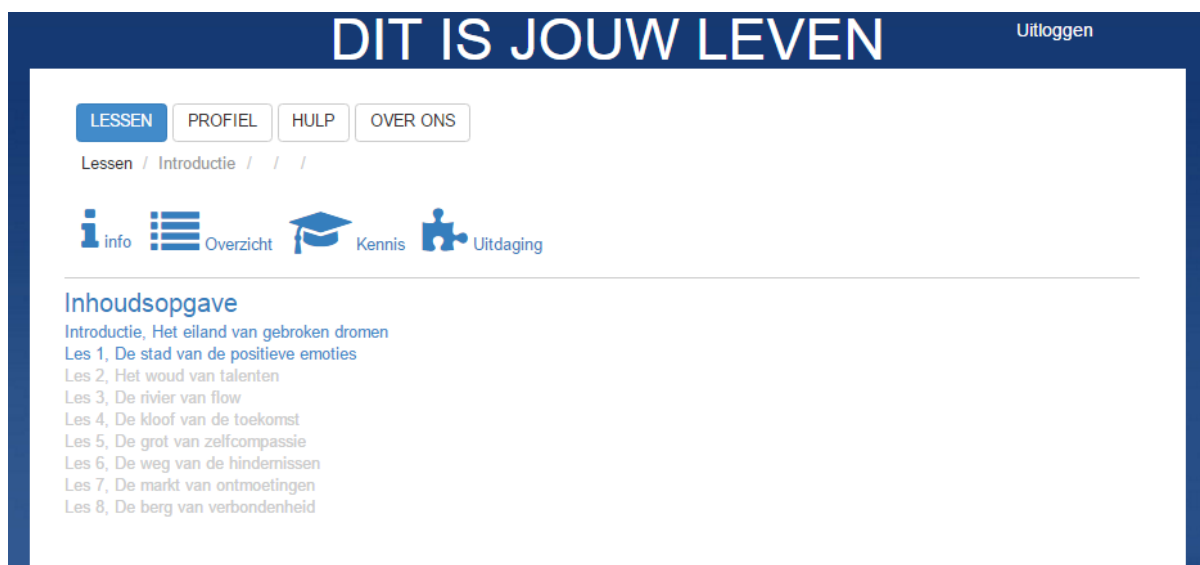 DIT IS JOUW LEVEN
Uitloggen
LESSEN PROFIEL HULP OVER ONS
Lessen / Introductie / / /
info Overzicht Kennis Uitdaging
Inhoudsopgave
Introductie, Het eiland van gebroken dromen
Les 1, De stad van de positieve emoties
Les 2, Het woud van talenten
Les 3, De rivier van flow
Les 4, De kloof van de toekomst
Les 5, De grot van zelfcompassie
Les 6, De weg van de hindernissen
Les 7, De markt van ontmoetingen
Les 8, De berg van verbondenheid